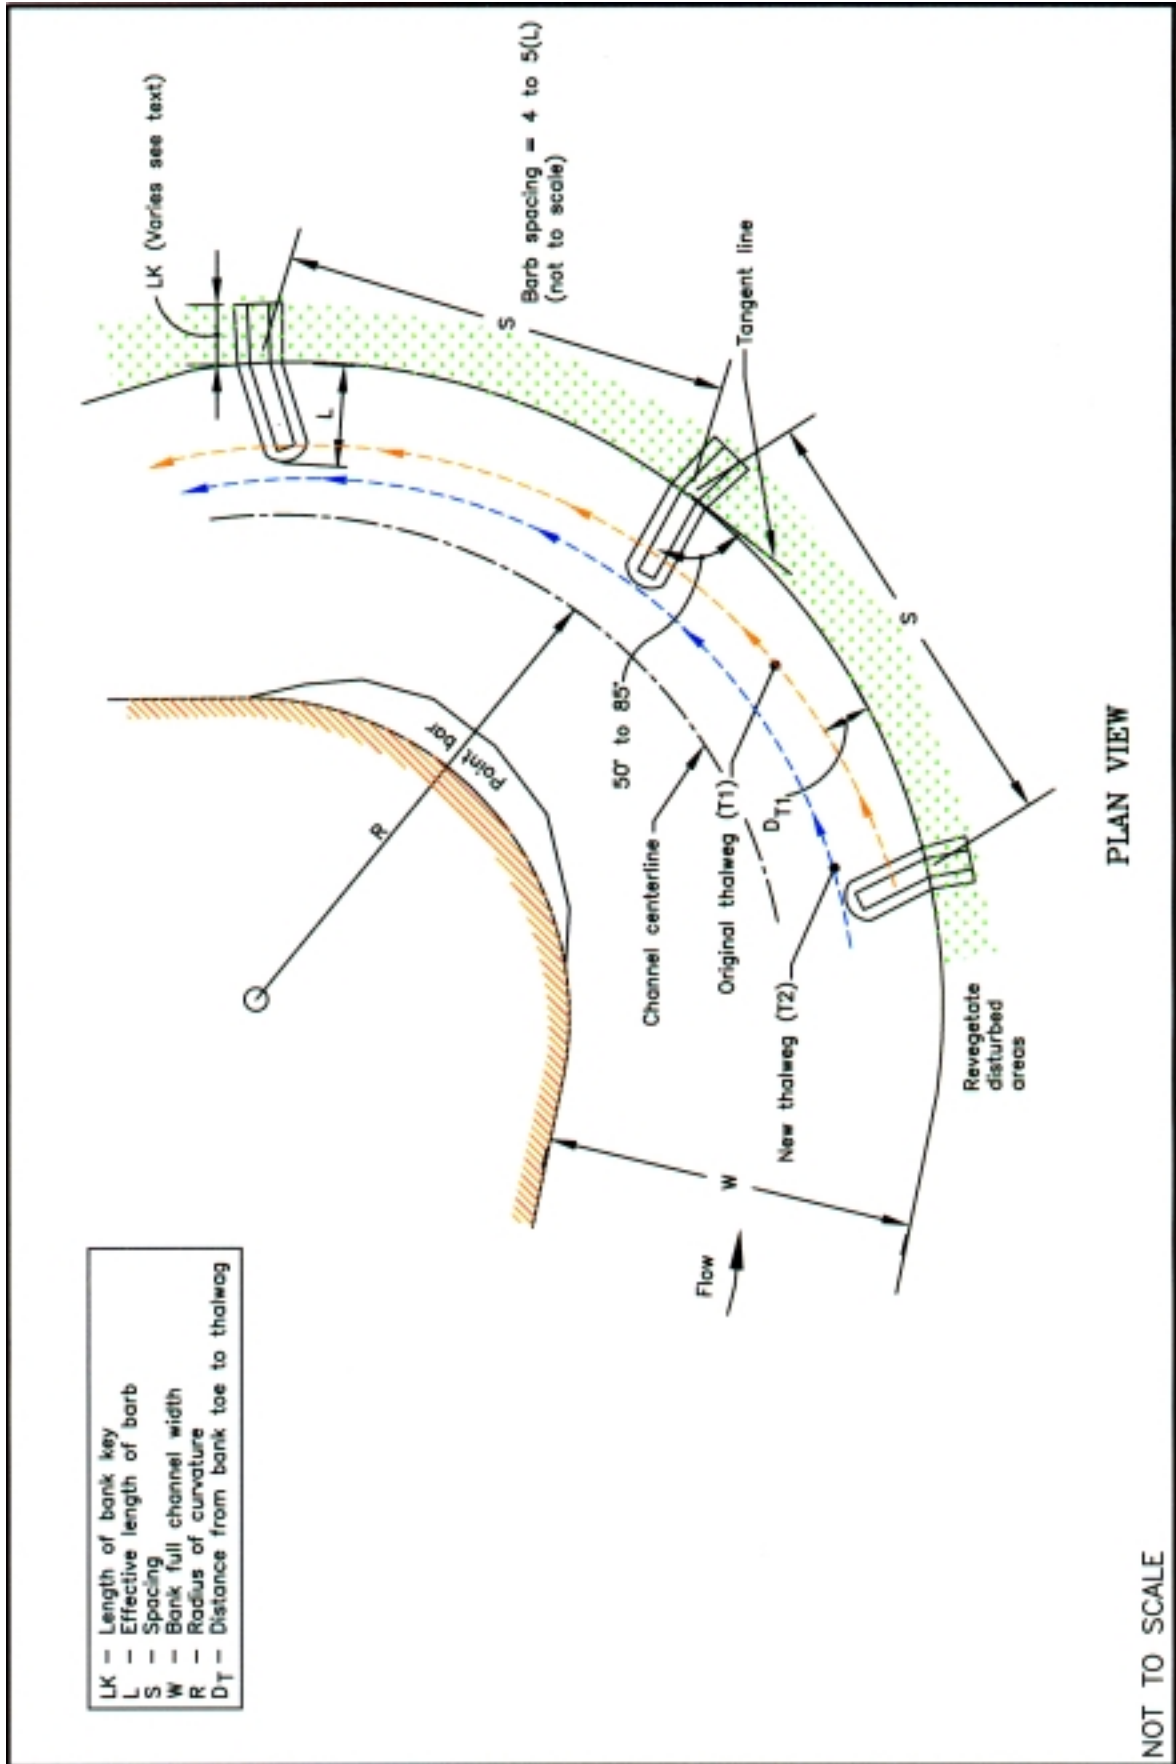 LK – Length of bank key
L – Effective length of barb
S – Spacing
W – Bank full channel width
R – Radius of curvature
DT – Distance from bank toe to thalwag
LK (Varies see text)
L
S
Barb spacing = 4 to 5(L)
(not to scale)
Tangent line
R
Point bar
50° to 85°
S
Channel centerline
Original thalweg (T1)
DT1
New thalweg (T2)
W
Flow
Revegetate
disturbed
areas
PLAN VIEW
NOT TO SCALE